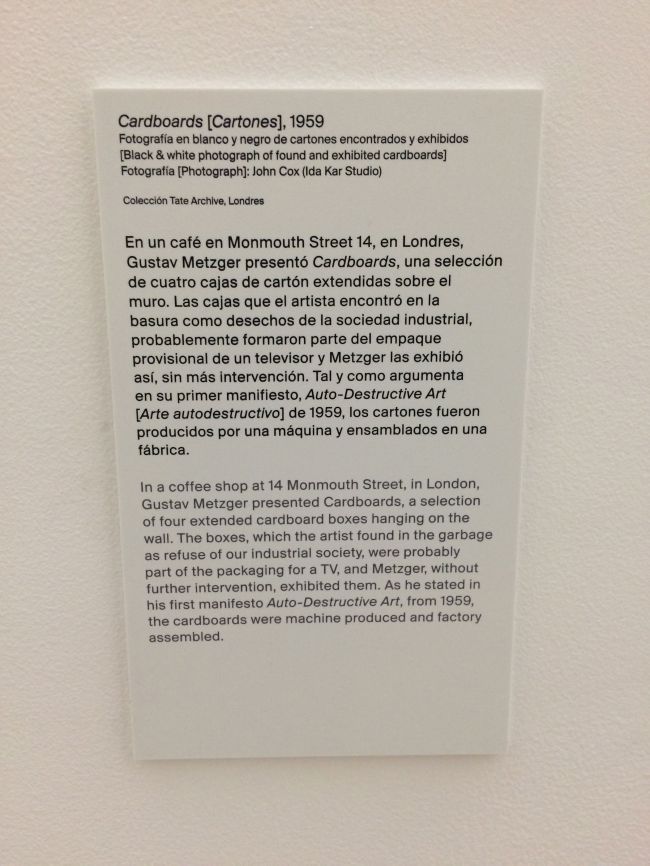 Cardboards [Cartones], 1959
Fotografía en blanco y negro de cartones encontrados y exhibidos
[Black & white photograph of found and exhibited cardboards]
Fotografía [Photograph]: John Cox (Ida Kar Studio)
Colección Tate Archive, Londres
En un café en Monmouth Street 14, en Londres,
Gustav Metzger presentó Cardboards, una selección
de cuatro cajas de cartón extendidas sobre el
muro. Las cajas que el artista encontró en la
basura como desechos de la sociedad industrial,
probablemente formaron parte del empaque
provisional de un televisor y Metzger las exhibió
así, sin más intervención. Tal y como argumenta
en su primer manifiesto, Auto-Destructive Art
[Arte autodestructivo] de 1959, los cartones fueron
producidos por una máquina y ensamblados en una
fábrica.
In a coffee shop at 14 Monmouth Street, in London,
Gustav Metzger presented Cardboards, a selection
of four extended cardboard boxes hanging on the
wall. The boxes, which the artist found in the garbage
as refuse of our industrial society, were probably
part of the packaging for a TV, and Metzger, without
further intervention, exhibited them. As he stated in
his first manifesto Auto-Destructive Art, from 1959,
the cardboards were machine produced and factory
assembled.